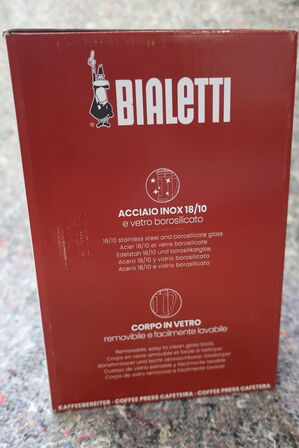 BIALETTI
ACCIAIO INOX 18/10
e vetro borosilicato
18/10 stainless steel and borosilicate glass
Acier 18/10 et verre borosilicate
Edelstahl 18/10 und borosilikatglas
Acero 18/10 y vidrio borosilicato
Acero 18/10 e vidro borosilicato
CORPO IN VETRO
removibile e facilmente lavabile
Removable, easy to clean glass body
Corps en verre amovible et facile à nettoyer
Abnehmbarer und leicht abwaschbarer Glaskörper
Cuerpo de vidrio extraíble y fácilmente lavable
Corpo de vidro removível e facilmente lavável
KAFFEEBEREITER · COFFEE PRESS CAFETEIRA · COFFEE PRESS CAFETERA